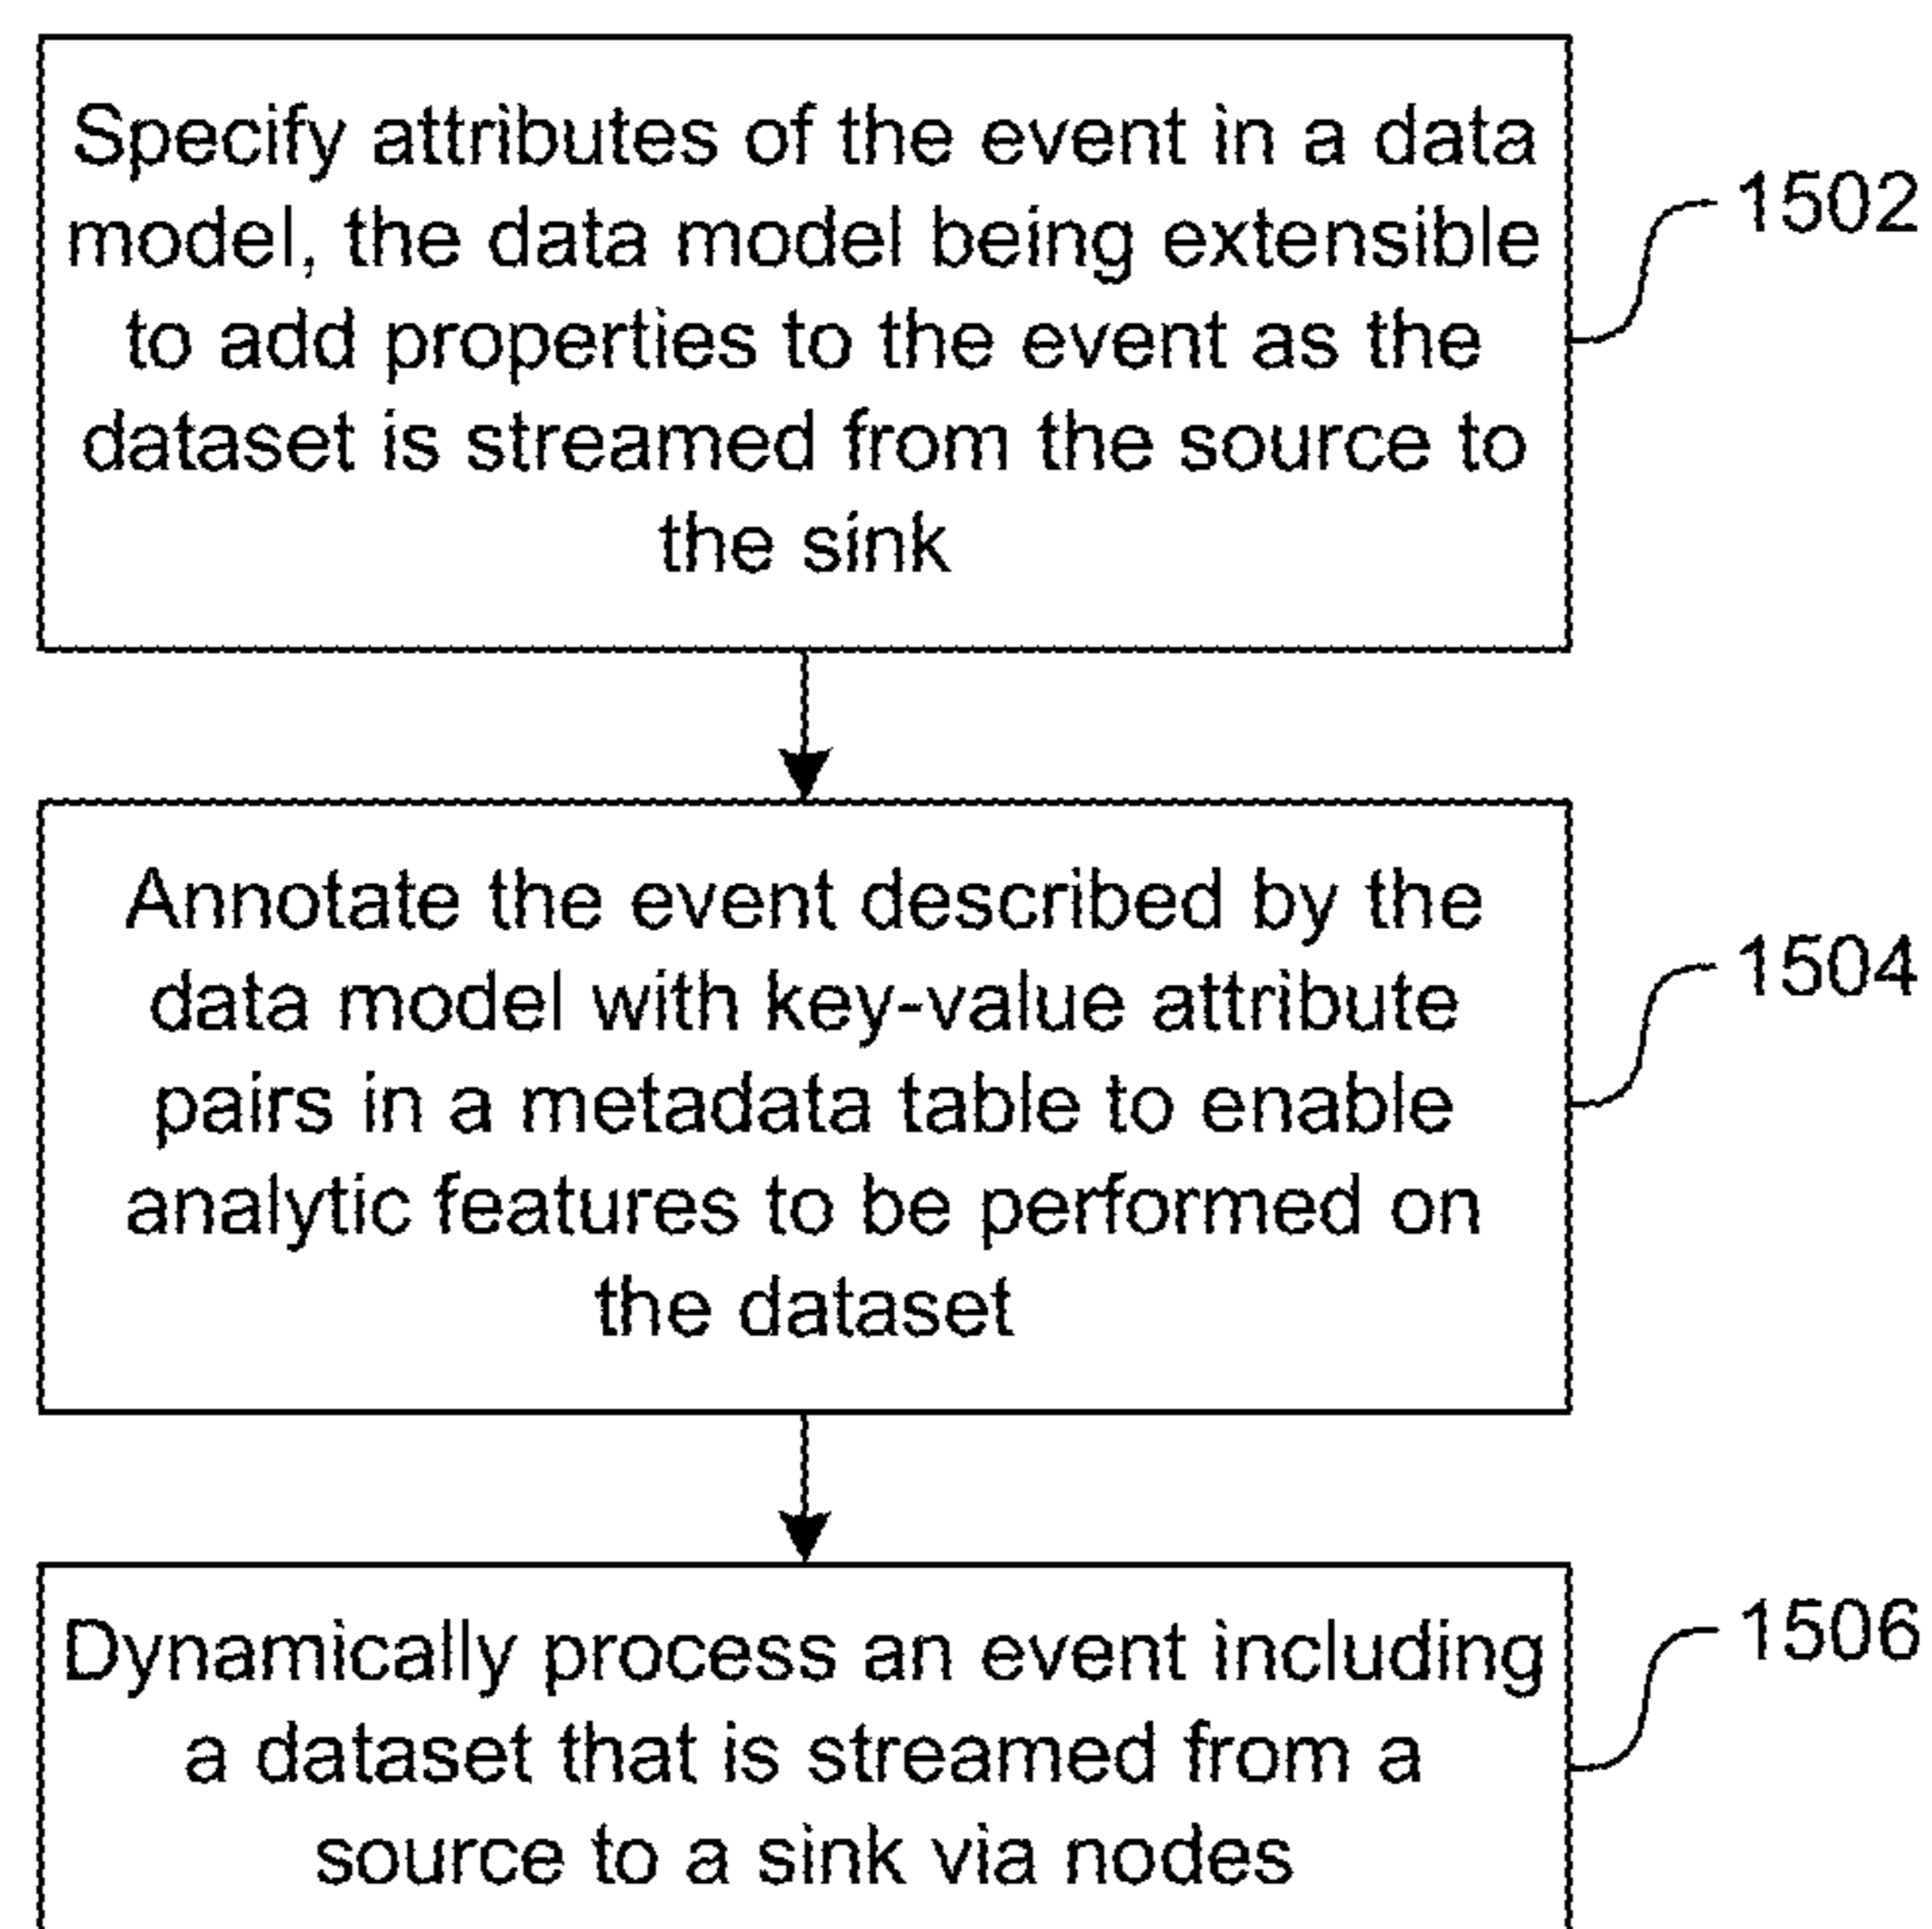 Specify attributes of the event in a data
model, the data model being extensible
to add properties to the event as the
dataset is streamed from the source to
the sink
1502
Annotate the event described by the
data model with key-value attribute
pairs in a metadata table to enable
analytic features to be performed on
the dataset
1504
Dynamically process an event including
a dataset that is streamed from a
source to a sink via nodes
1506